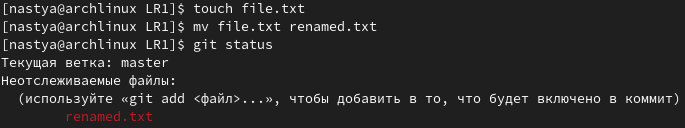 [nastya@archlinux LR1]$ touch file.txt
[nastya@archlinux LR1]$ mv file.txt renamed.txt
[nastya@archlinux LR1]$ git status
Текущая ветка: master
Неотслеживаемые файлы:
(используйте «git add <файл>...», чтобы добавить в то, что будет включено в коммит)
renamed.txt